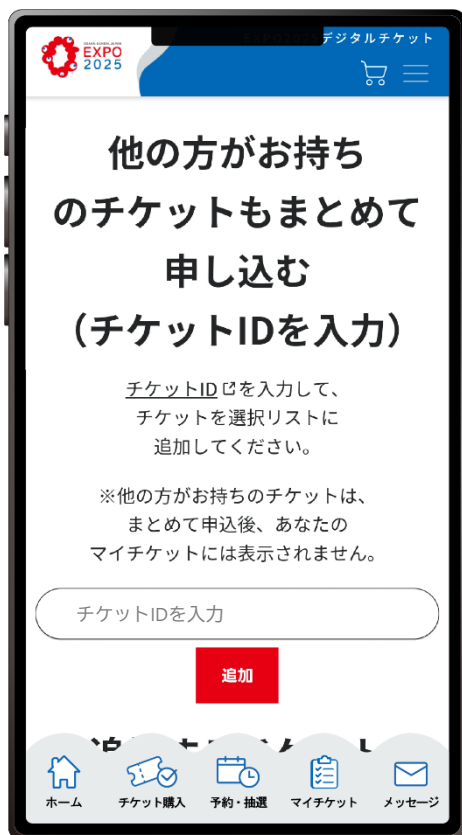 OSAKA, KANSAI, JAPAN
EXPO
2025
デジタルチケット
他の方がお持ち
のチケットもまとめて
申し込む
（チケットIDを入力）
チケットIDを入力して、
チケットを選択リストに
追加してください。
※他の方がお持ちのチケットは、
まとめて申込後、あなたの
マイチケットには表示されません。
チケットIDを入力
追加
ホーム
チケット購入
予約・抽選
マイチケット
メッセージ